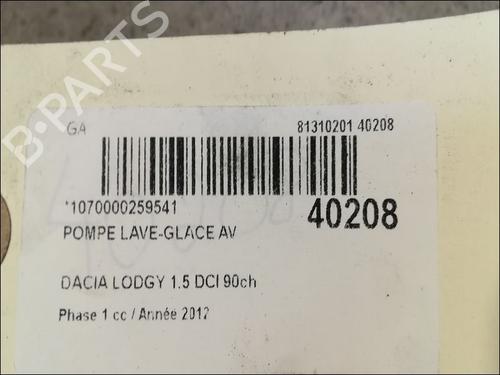 B-PARTS
GA
81310201 40208
*1070000259541
40208
POMPE LAVE-GLACE AV
DACIA LODGY 1.5 DCI 90ch
Phase 1 cc / Année 2012